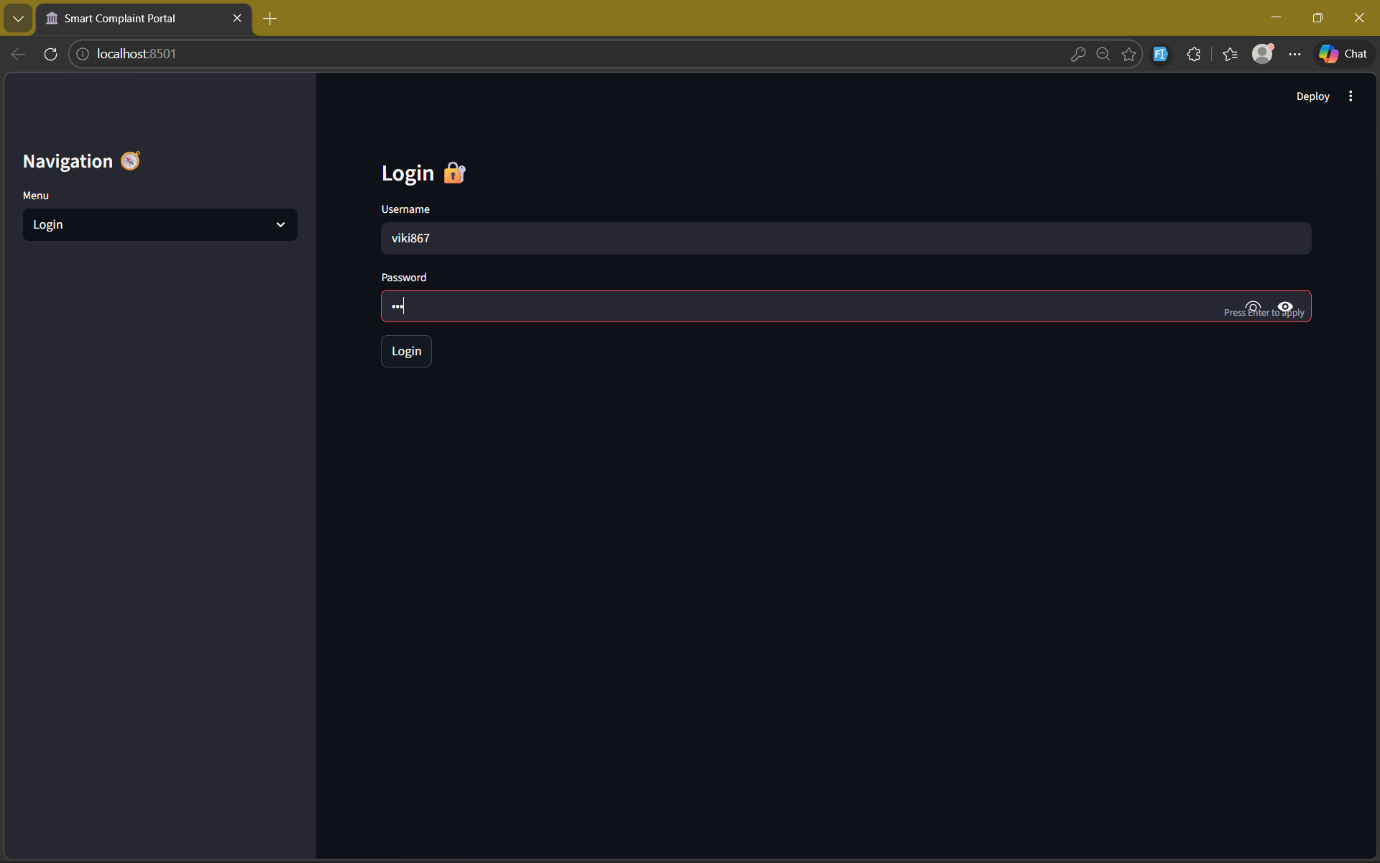 Smart Complaint Portal
localhost:8501
Chat
Deploy
Navigation
Menu
Login
Login
Username
viki867
Password
•••
Press Enter to apply
Login